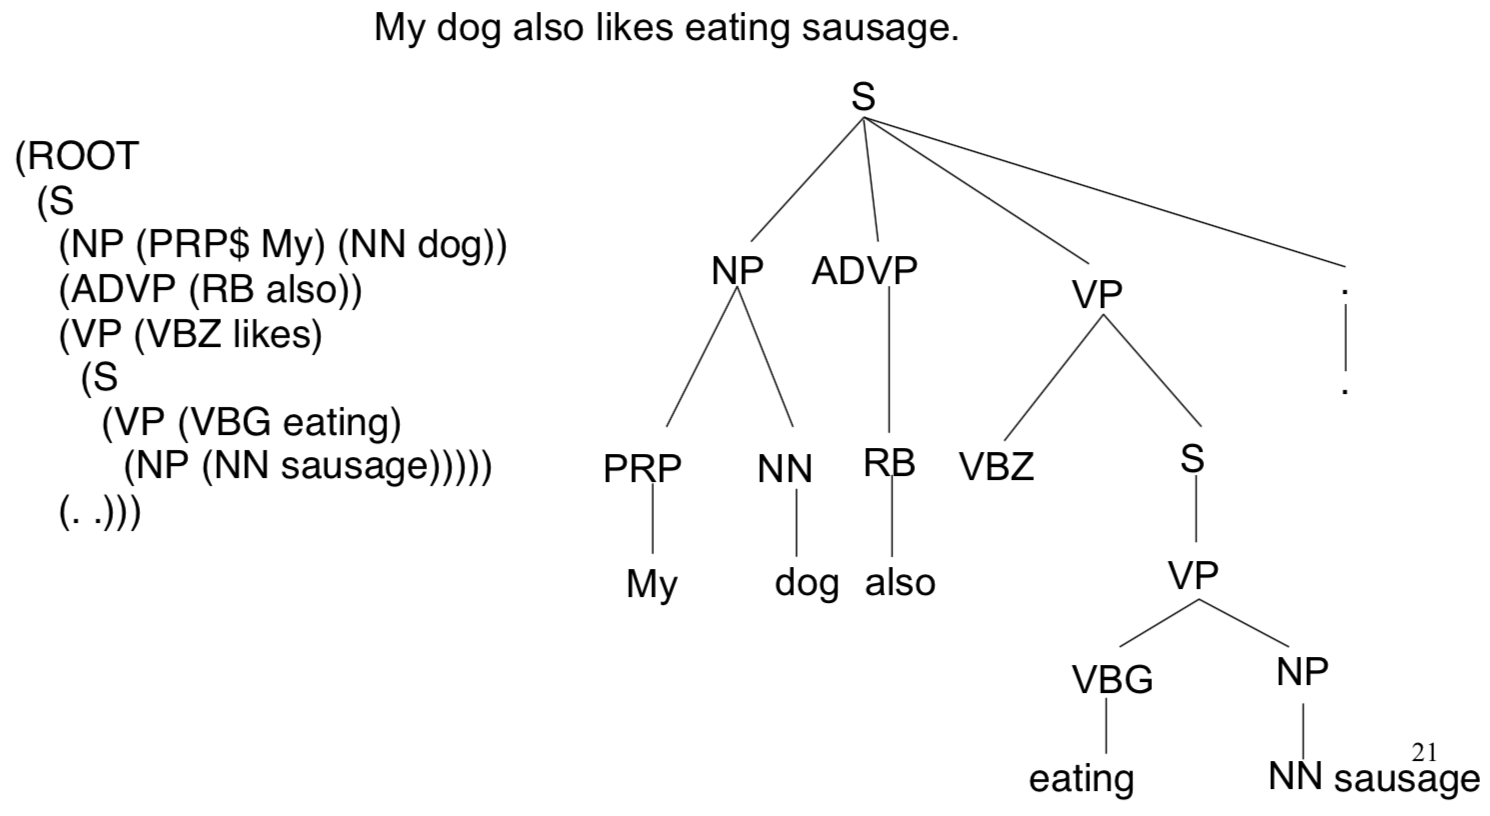 My dog also likes eating sausage.
(ROOT
(S
(NP (PRP$ My) (NN dog))
(ADVP (RB also))
(VP (VBZ likes)
(S
(VP (VBG eating)
(NP (NN sausage)))))
(. .)))
S
NP ADVP VP .
.
PRP NN RB VBZ S
My dog also
VP
VBG NP
eating NN sausage
21